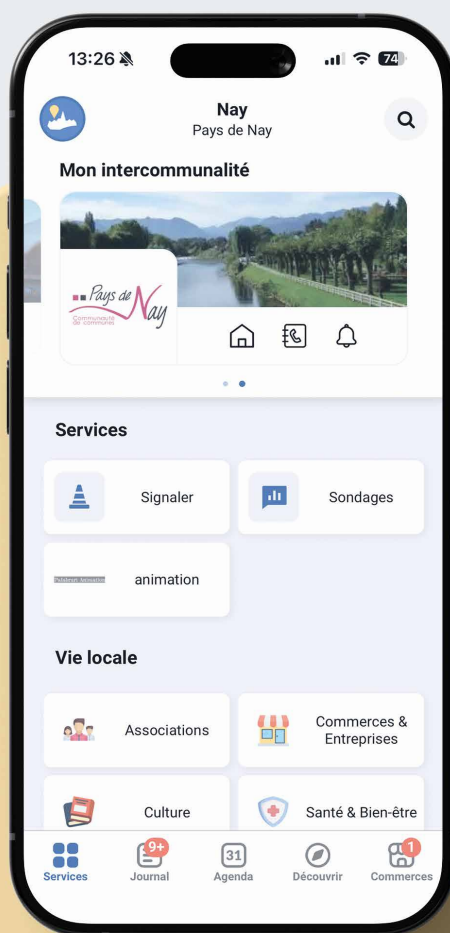 13:26
74
Nay
Pays de Nay
Mon intercommunalité
Pays de Nay
Communauté
de communes
Services
Signaler
Sondages
animation
Vie locale
Associations
Commerces &
Entreprises
Culture
Santé & Bien-être
9+
31
1
Services
Journal
Agenda
Découvrir
Commerces